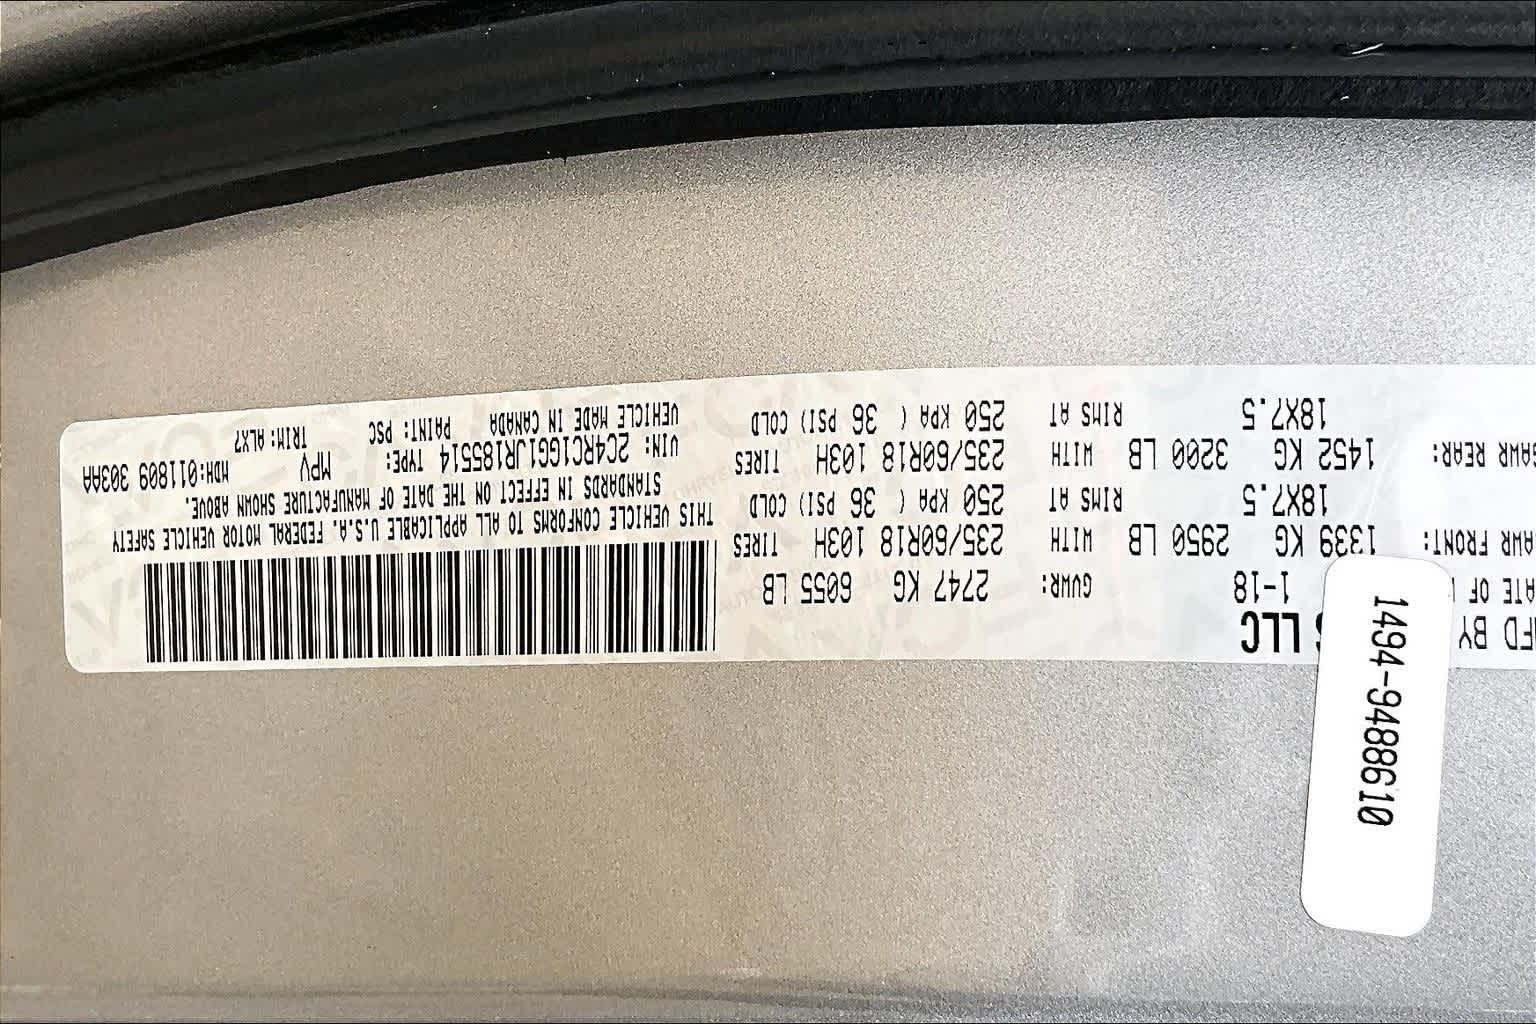 FD BY LLC
ATE OF 1-18 GVWR: 2747 KG 6055 LB
AWR FRONT: 1339 KG 2950 LB WITH 235/60R18 103H TIRES
18X7.5 RIMS AT 250 KPA ( 36 PSI) COLD
GAWR REAR: 1452 KG 3200 LB WITH 235/60R18 103H TIRES
18X7.5 RIMS AT 250 KPA ( 36 PSI) COLD
THIS VEHICLE CONFORMS TO ALL APPLICABLE U.S.A. FEDERAL MOTOR VEHICLE SAFETY
STANDARDS IN EFFECT ON THE DATE OF MANUFACTURE SHOWN ABOVE.
VIN: 2C4RC1GG1JR185514 TYPE: MPV MDH:011809 303AA
VEHICLE MADE IN CANADA PAINT: PSC TRIM: ALX7
1494-9488610